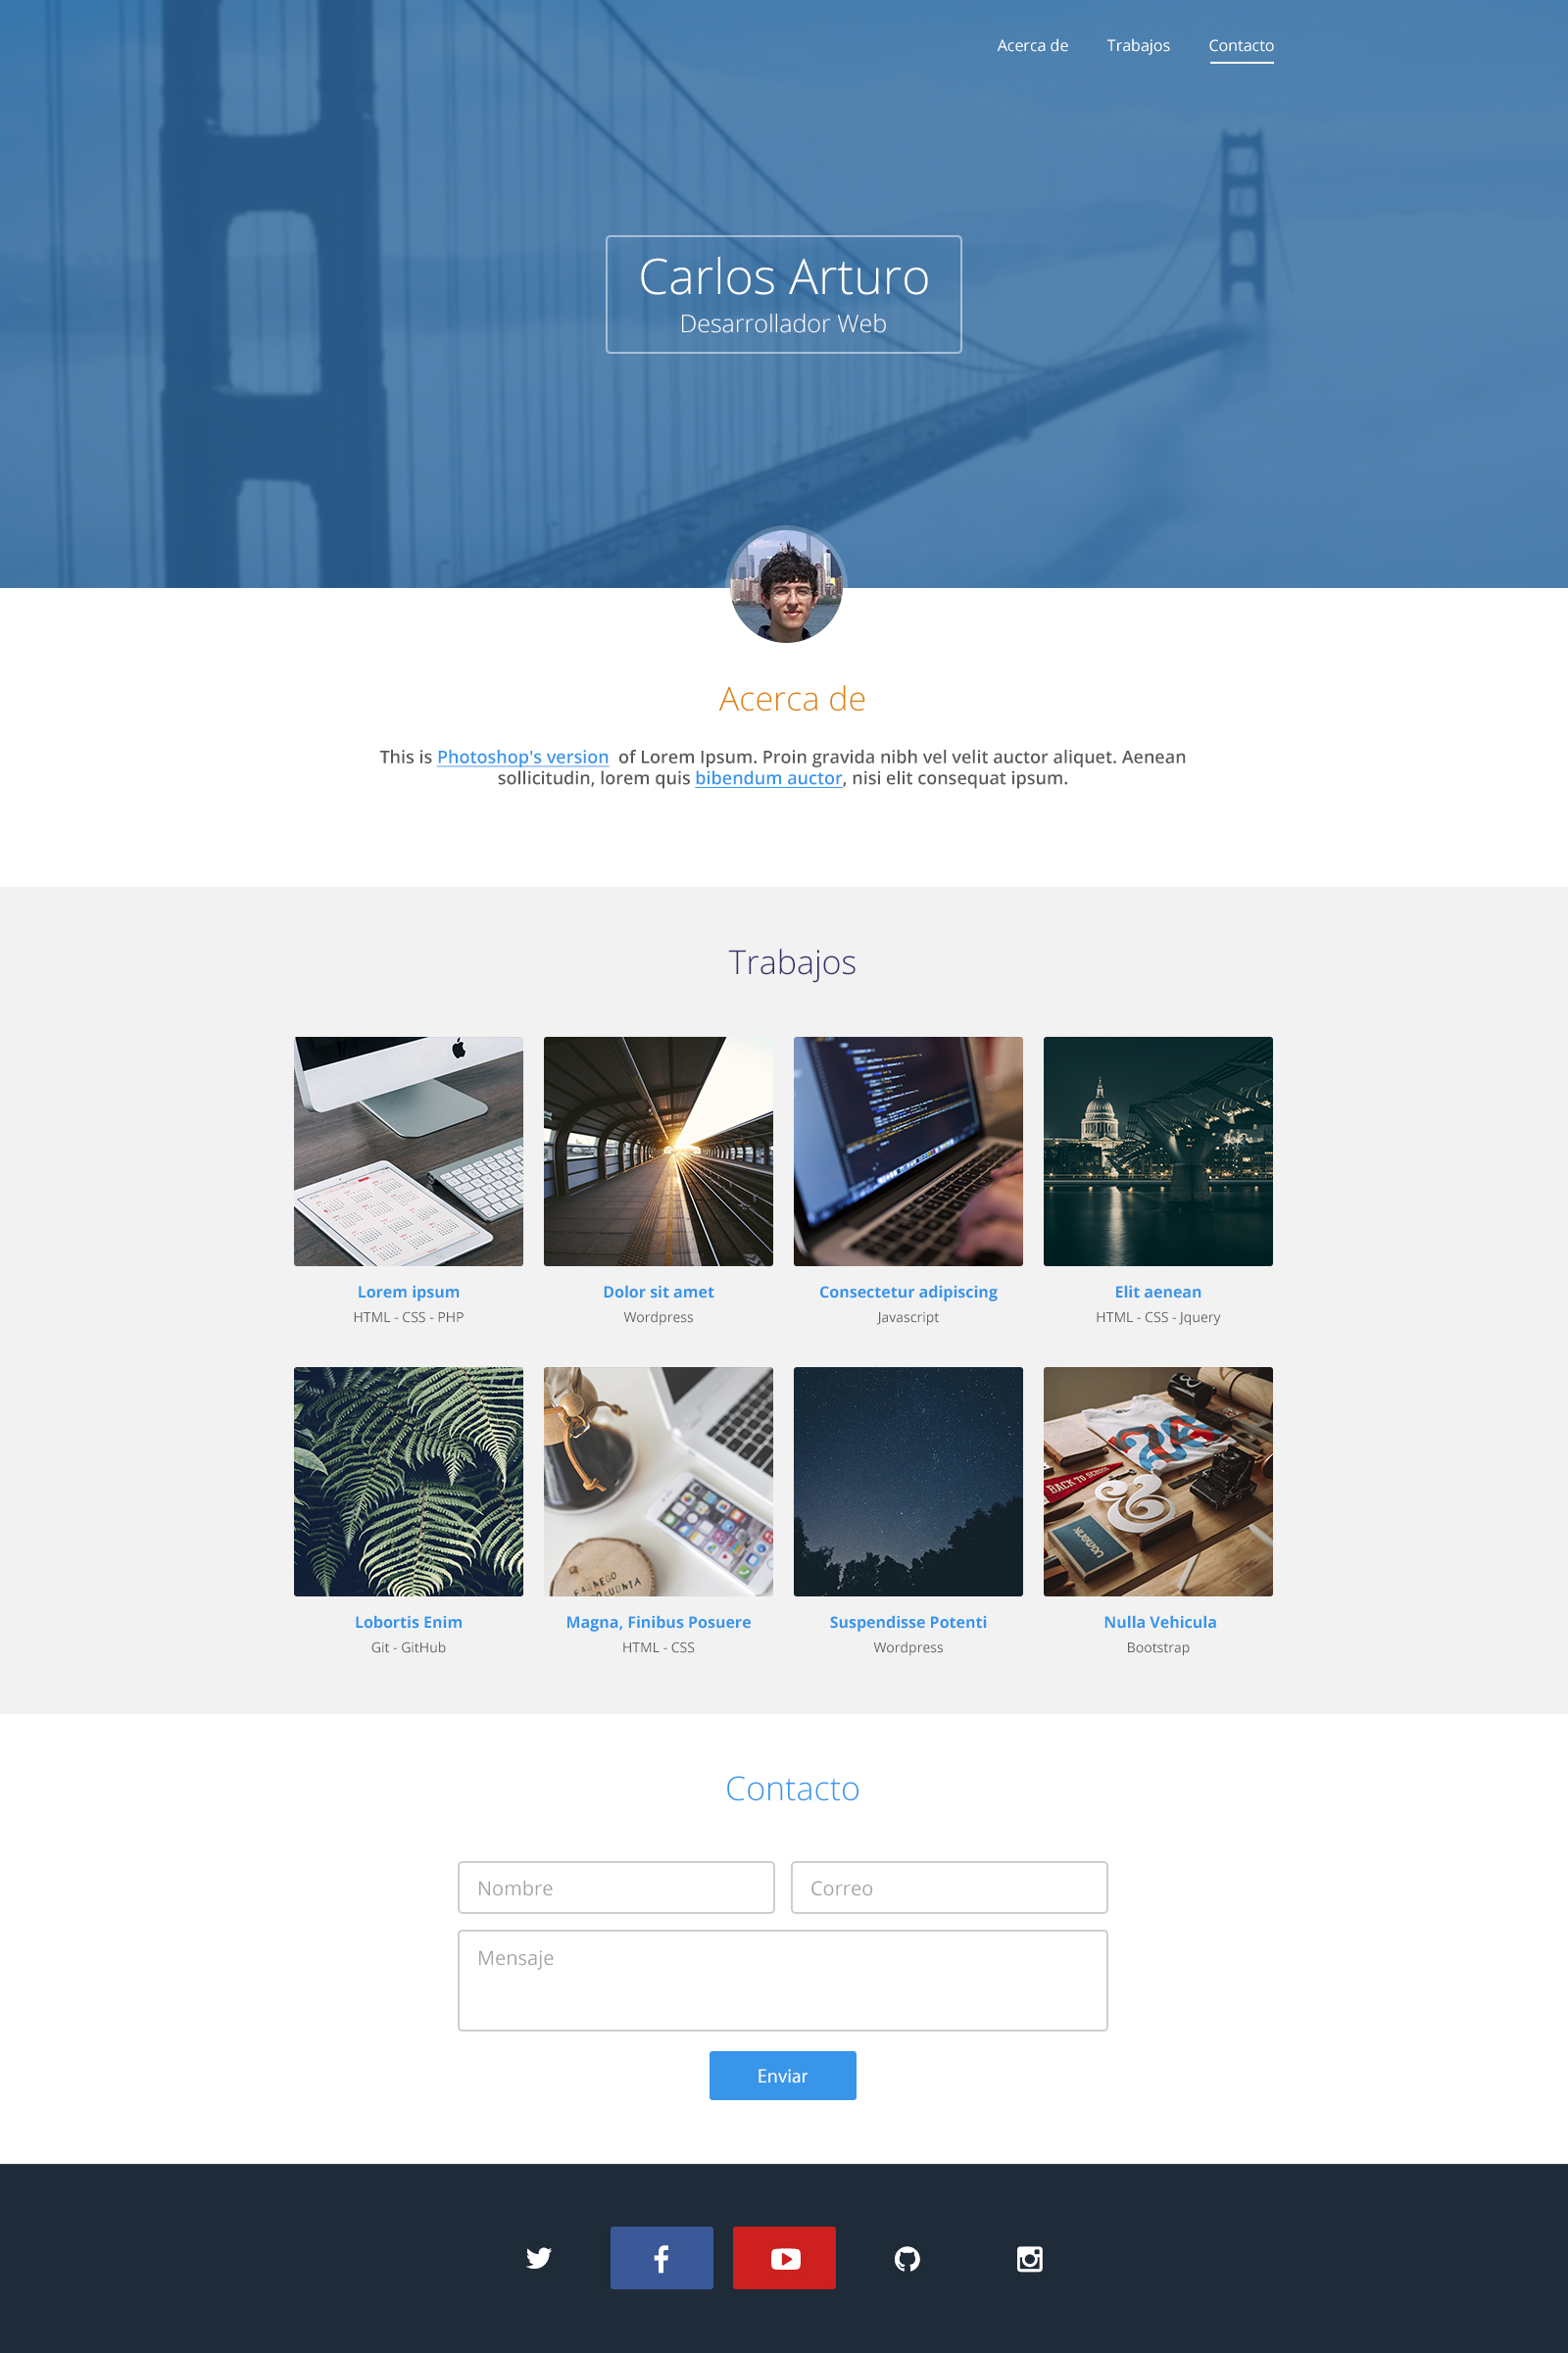 Acerca de Trabajos Contacto
Carlos Arturo
Desarrollador Web
Acerca de
This is Photoshop's version of Lorem Ipsum. Proin gravida nibh vel velit auctor aliquet. Aenean
sollicitudin, lorem quis bibendum auctor, nisi elit consequat ipsum.
Trabajos
Lorem ipsum
HTML - CSS - PHP
Dolor sit amet
Wordpress
Consectetur adipiscing
Javascript
Elit aenean
HTML - CSS - Jquery
BACK TO SCHOOL
Lobortis Enim
Git - GitHub
Magna, Finibus Posuere
HTML - CSS
Suspendisse Potenti
Wordpress
Nulla Vehicula
Bootstrap
Contacto
Nombre
Correo
Mensaje
Enviar